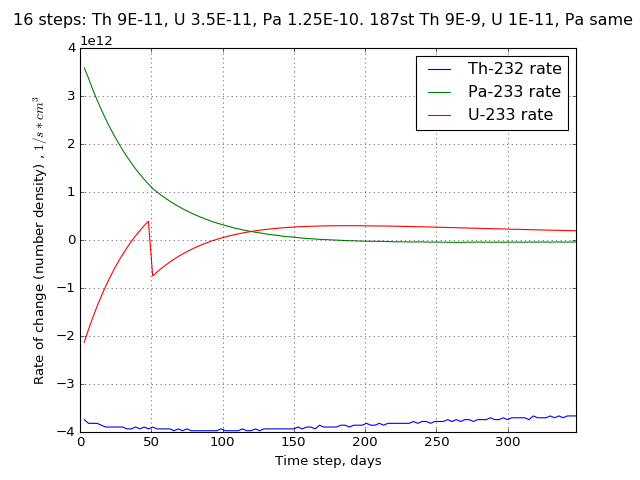 16 steps: Th 9E-11, U 3.5E-11, Pa 1.25E-10. 187st Th 9E-9, U 1E-11, Pa same
1e12
4
3
2
1
0
−1
−2
−3
−4
Rate of change (number density) , 1/s * cm³
Th-232 rate
Pa-233 rate
U-233 rate
0 50 100 150 200 250 300
Time step, days